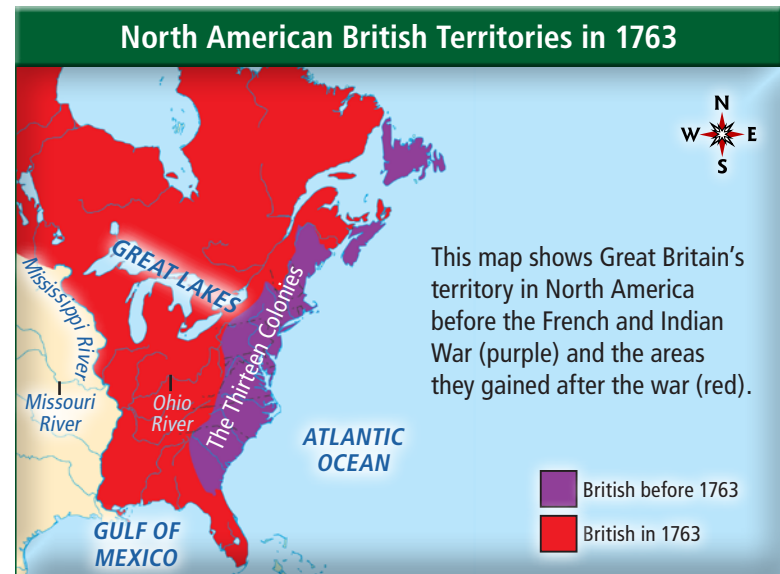 North American British Territories in 1763
N
W E
S
GREAT LAKES
Mississippi River
The Thirteen Colonies
This map shows Great Britain’s
territory in North America
before the French and Indian
War (purple) and the areas
they gained after the war (red).
Missouri
River
Ohio
River
ATLANTIC
OCEAN
GULF OF
MEXICO
British before 1763
British in 1763